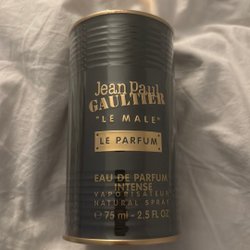 Jean Paul
GAULTIER
"LE MALE"
LE PARFUM
EAU DE PARFUM
INTENSE
VAPORISATEUR
NATURAL SPRAY
e 75 ml - 2.5 FL OZ